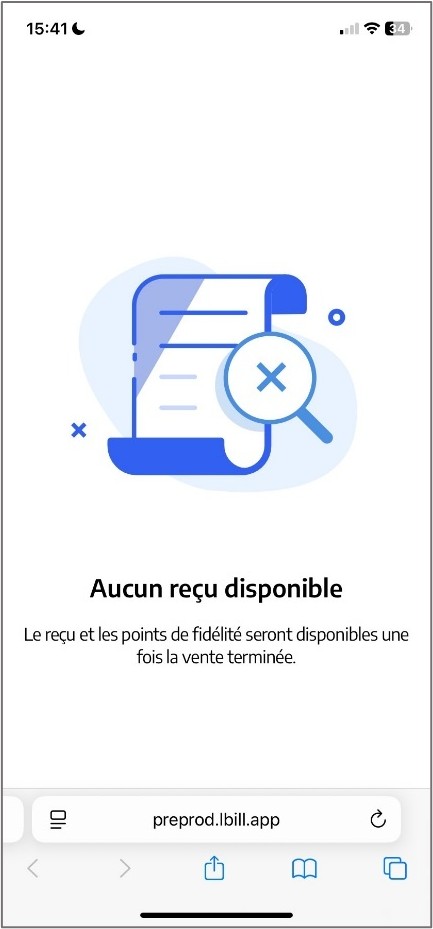 15:41
34
Aucun reçu disponible
Le reçu et les points de fidélité seront disponibles une
fois la vente terminée.
preprod.lbill.app